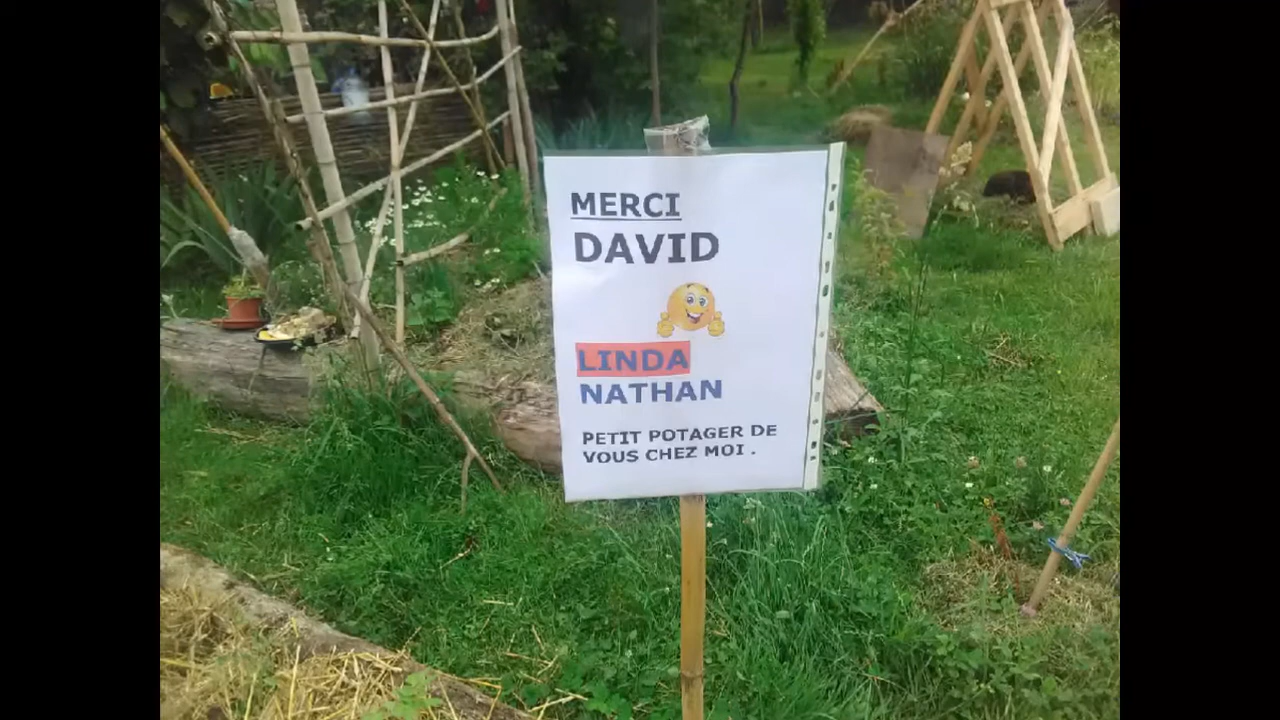 MERCI
DAVID
LINDA
NATHAN
PETIT POTAGER DE
VOUS CHEZ MOI .